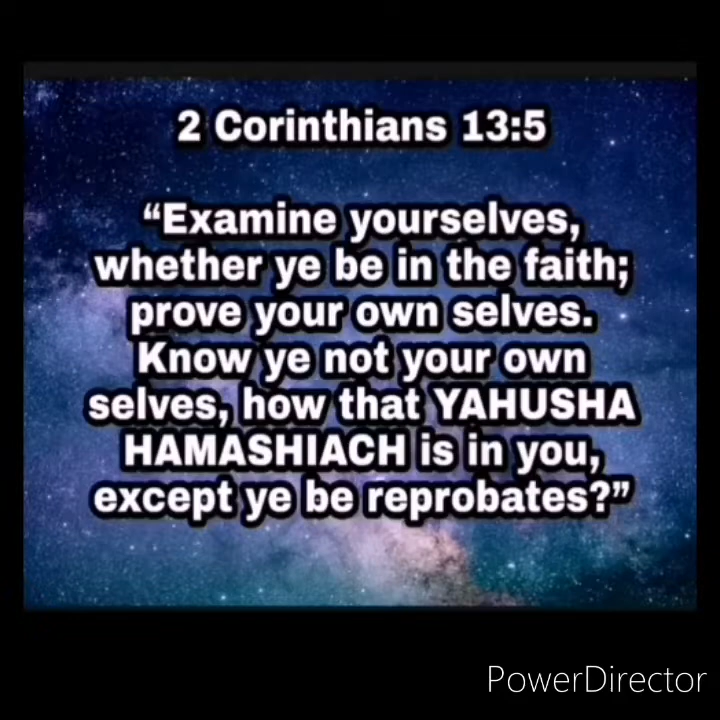 2 Corinthians 13:5
“Examine yourselves,
whether ye be in the faith;
prove your own selves.
Know ye not your own
selves, how that YAHUSHA
HAMASHIACH is in you,
except ye be reprobates?”
PowerDirector